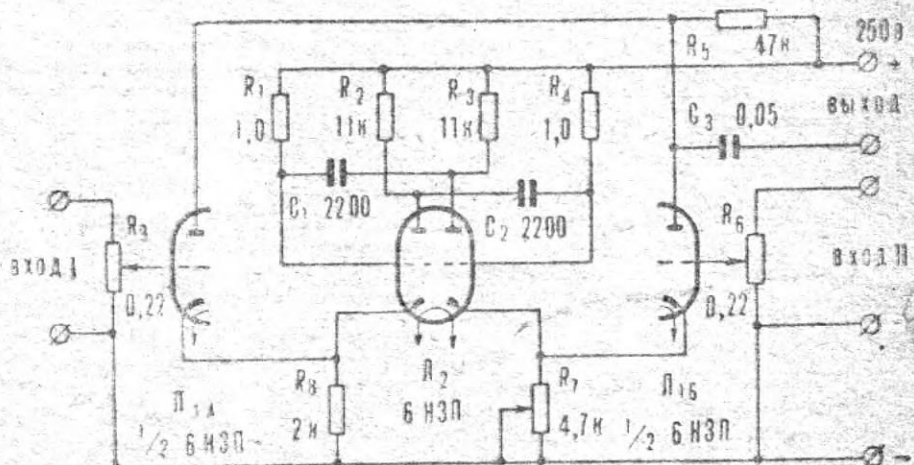 250в
R5 47к
+
R1 R2 R3 R4
выход
C3 0,05
1,0 11к 11к 1,0
C1 2200
C2 2200
R9
R6
вход I
вход II
0,22
0,22
R8
Л2
R7
Л1А
6Н3П
Л1Б
1/2 6Н3П
2к
4,7к
1/2 6Н3П
−